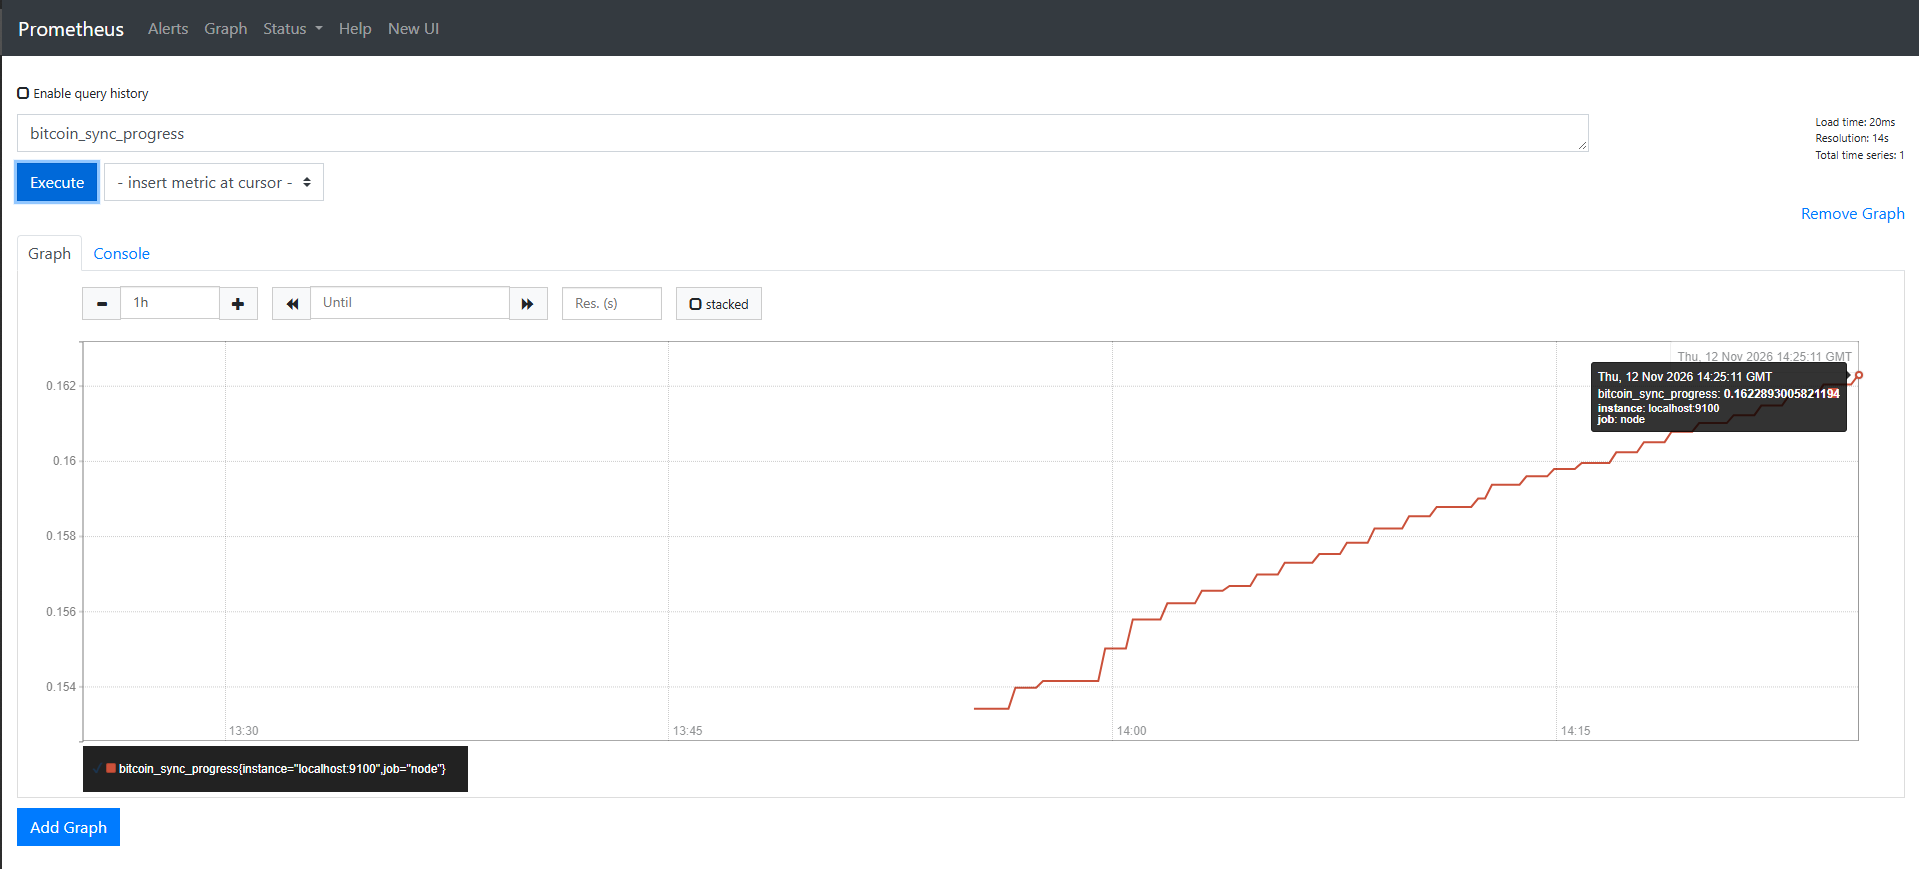 Prometheus Alerts Graph Status Help New UI
Enable query history
bitcoin_sync_progress
Load time: 20ms
Resolution: 14s
Total time series: 1
Execute - insert metric at cursor -
Remove Graph
Graph Console
1h Until Res. (s) stacked
Thu, 12 Nov 2026 14:25:11 GMT
Thu, 12 Nov 2026 14:25:11 GMT
bitcoin_sync_progress: 0.1622893005821194
instance: localhost:9100
job: node
0.162
0.16
0.158
0.156
0.154
13:30 13:45 14:00 14:15
bitcoin_sync_progress{instance="localhost:9100",job="node"}
Add Graph